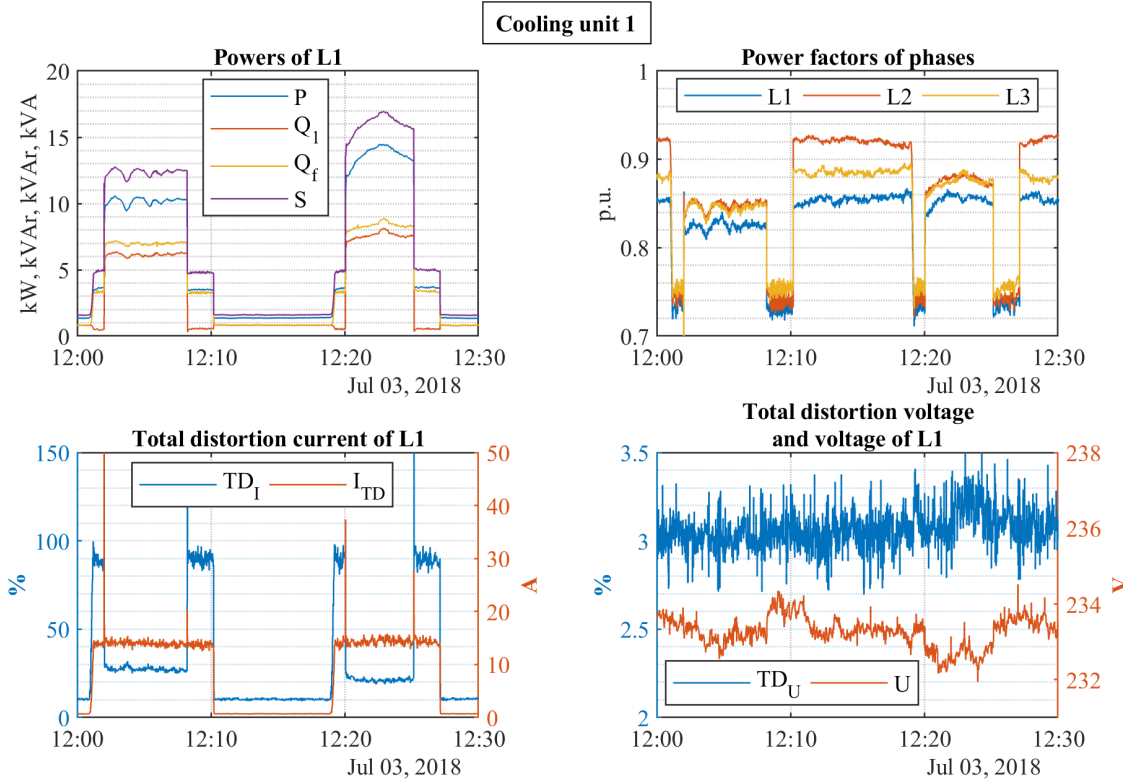 Cooling unit 1
Powers of L1
kW, kVAr, kVAr, kVA
20
15
10
5
0
P
Q1
Qf
S
12:00 12:10 12:20 12:30
Jul 03, 2018
Power factors of phases
p.u.
1
0.9
0.8
0.7
L1 L2 L3
12:00 12:10 12:20 12:30
Jul 03, 2018
Total distortion current of L1
%
150
100
50
0
TDI ITD
50
40
30
20
10
0
A
12:00 12:10 12:20 12:30
Jul 03, 2018
Total distortion voltage
and voltage of L1
%
3.5
3
2.5
2
TDU U
238
236
234
232
V
12:00 12:10 12:20 12:30
Jul 03, 2018